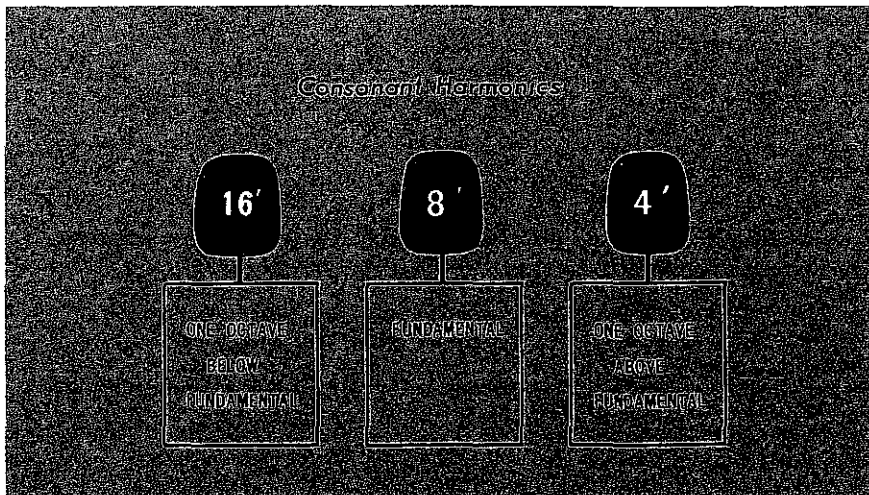 Consonant Harmonics
16'
8'
4'
ONE OCTAVE
BELOW
FUNDAMENTAL
FUNDAMENTAL
ONE OCTAVE
ABOVE
FUNDAMENTAL